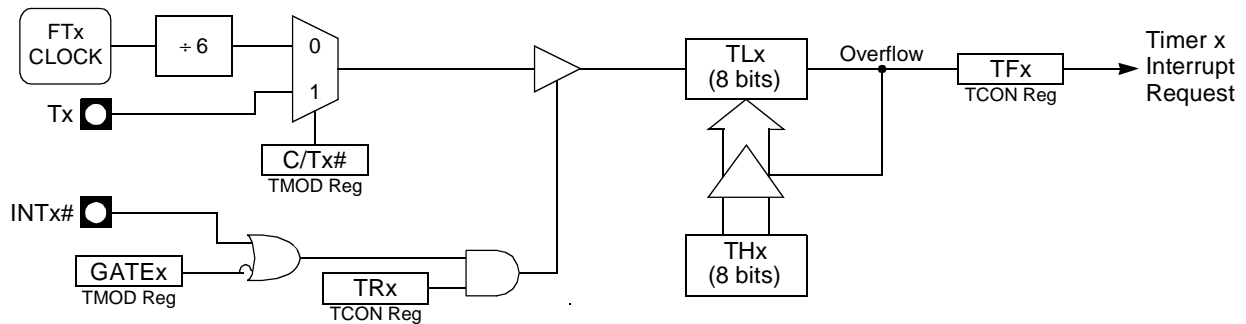 FTx
CLOCK
÷ 6
0
1
Tx
C/Tx#
TMOD Reg
TLx
(8 bits)
Overflow
TFx
TCON Reg
Timer x
Interrupt
Request
INTx#
GATEx
TMOD Reg
TRx
TCON Reg
THx
(8 bits)